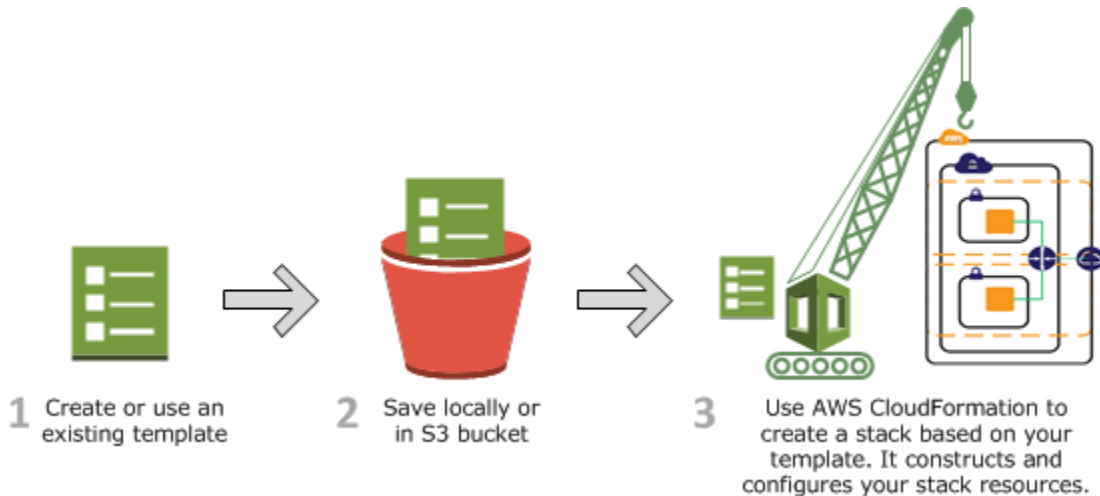 AWS
1 Create or use an
existing template
2 Save locally or
in S3 bucket
3 Use AWS CloudFormation to
create a stack based on your
template. It constructs and
configures your stack resources.